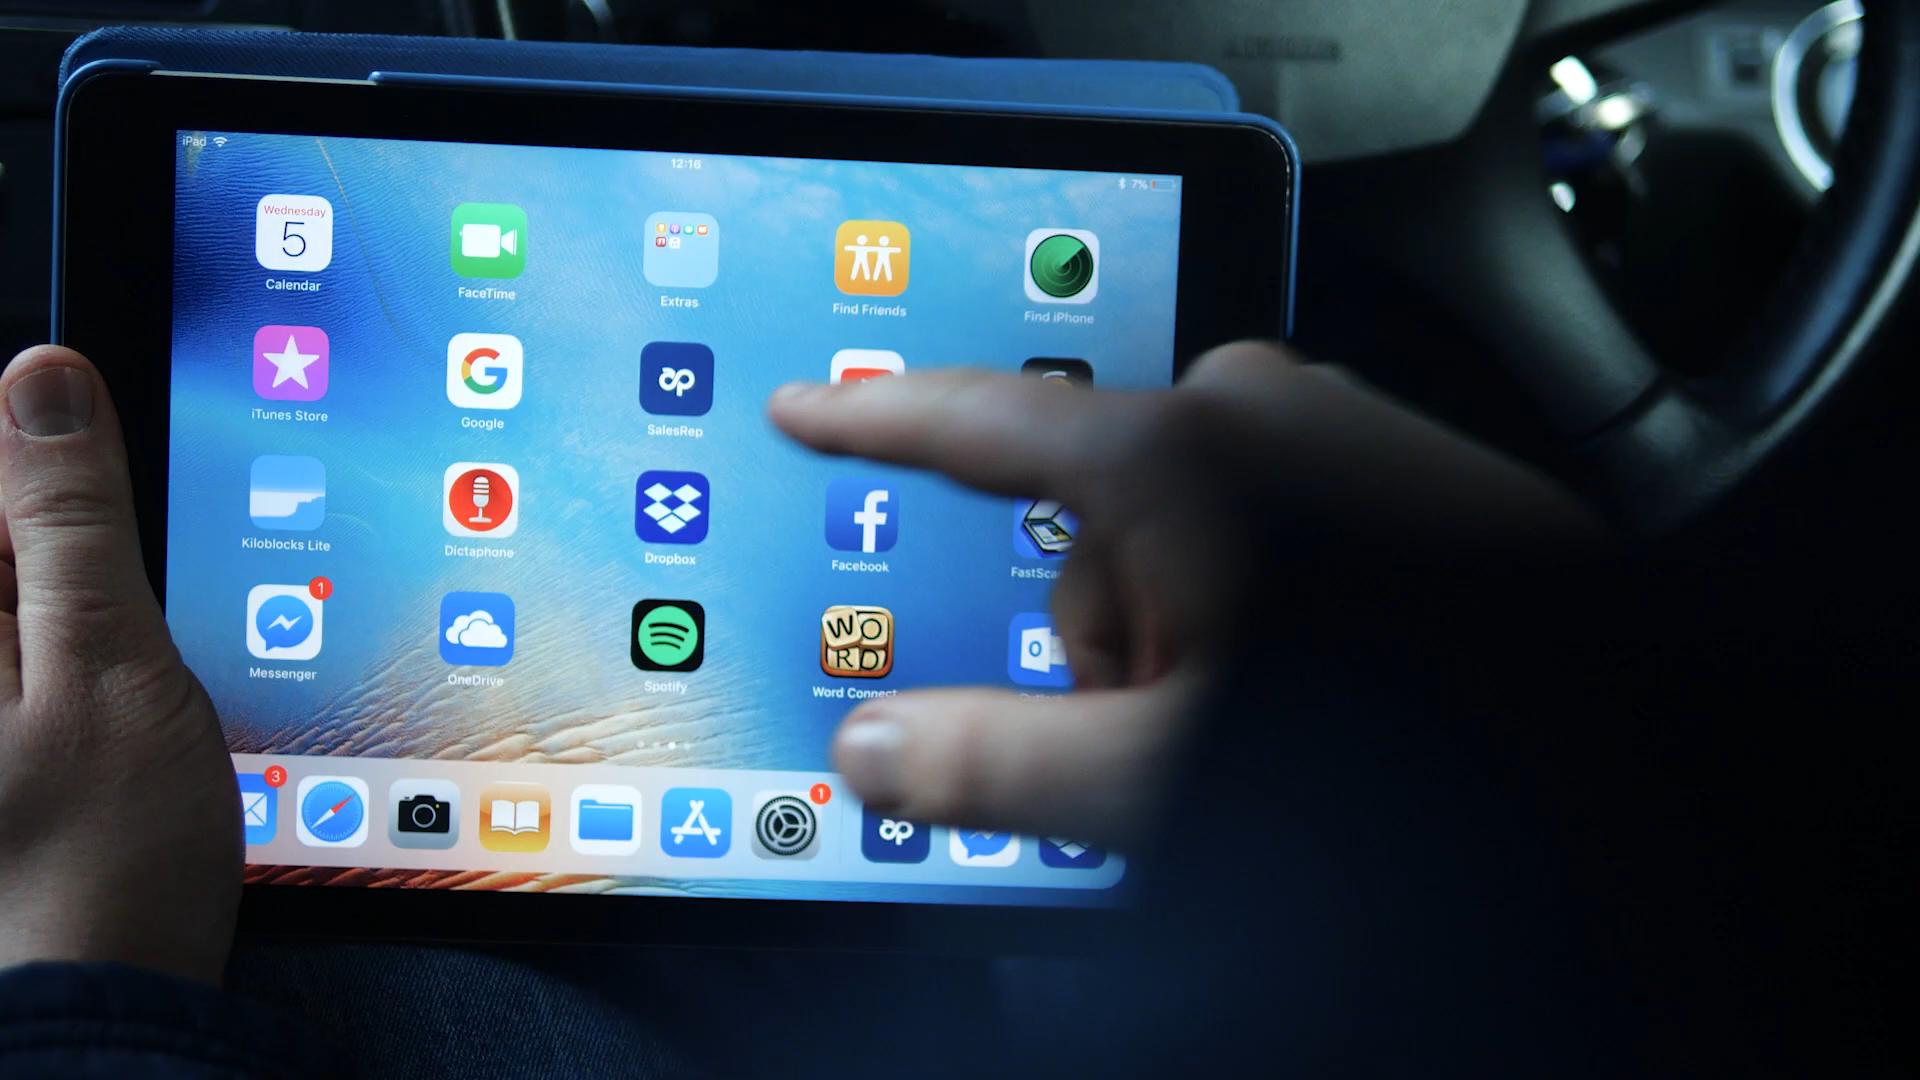 iPad
12:16
7%
Wednesday
5
Calendar
FaceTime
Extras
Find Friends
Find iPhone
iTunes Store
G
Google
SalesRep
Kiloblocks Lite
Dictaphone
Dropbox
f
Facebook
1
Messenger
OneDrive
Spotify
WO
RD
Word Connect
O
3
1